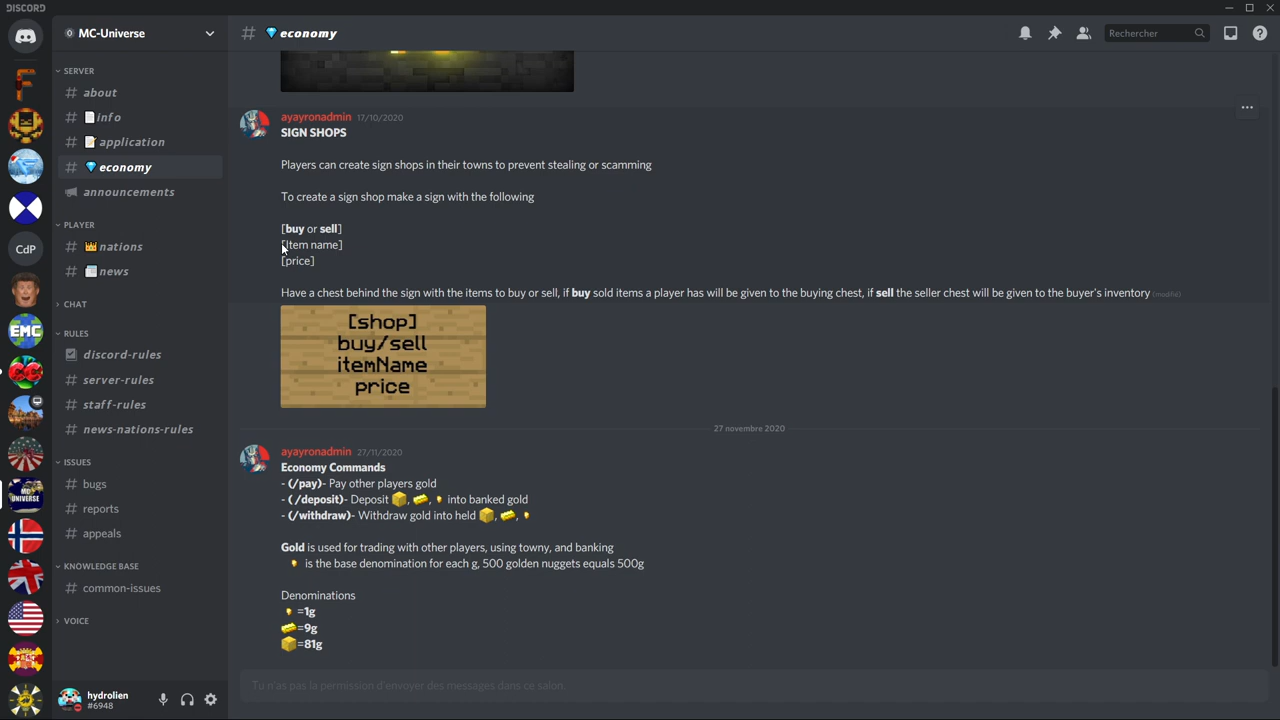 DISCORD
MC-Universe
# economy
Rechercher
SERVER
# about
# info
# application
# economy
announcements
PLAYER
# nations
# news
CHAT
RULES
discord-rules
# server-rules
# staff-rules
# news-nations-rules
ISSUES
# bugs
# reports
# appeals
KNOWLEDGE BASE
# common-issues
VOICE
CdP
EMC
MC
UNIVERSE
hydrolien
#6948
ayayronadmin 17/10/2020
SIGN SHOPS
Players can create sign shops in their towns to prevent stealing or scamming
To create a sign shop make a sign with the following
[buy or sell]
[Item name]
[price]
Have a chest behind the sign with the items to buy or sell, if buy sold items a player has will be given to the buying chest, if sell the seller chest will be given to the buyer's inventory (modifié)
[shop]
buy/sell
itemName
price
27 novembre 2020
ayayronadmin 27/11/2020
Economy Commands
- (/pay)- Pay other players gold
- ( /deposit)- Deposit , , into banked gold
- (/withdraw)- Withdraw gold into held , ,
Gold is used for trading with other players, using towny, and banking
is the base denomination for each g, 500 golden nuggets equals 500g
Denominations
=1g
=9g
=81g
Tu n'as pas la permission d'envoyer des messages dans ce salon.